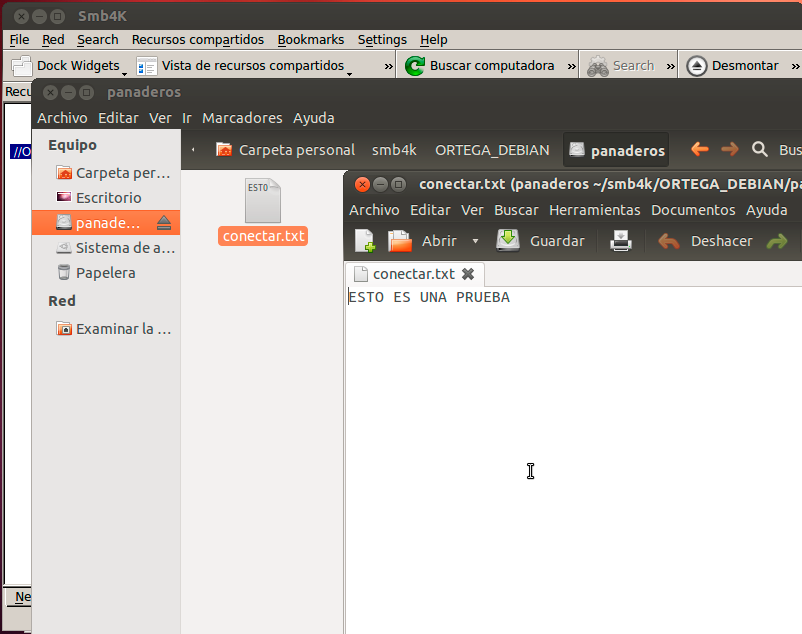 Smb4K
File Red Search Recursos compartidos Bookmarks Settings Help
Dock Widgets Vista de recursos compartidos » Buscar computadora » Search » Desmontar »
Recu
//O
Ne
panaderos
Archivo Editar Ver Ir Marcadores Ayuda
Equipo
Carpeta per...
Escritorio
panade...
Sistema de a...
Papelera
Red
Examinar la ...
Carpeta personal smb4k ORTEGA_DEBIAN panaderos Bus
ESTO
conectar.txt
conectar.txt (panaderos ~/smb4k/ORTEGA_DEBIAN/pa
Archivo Editar Ver Buscar Herramientas Documentos Ayuda
Abrir Guardar Deshacer
conectar.txt
ESTO ES UNA PRUEBA